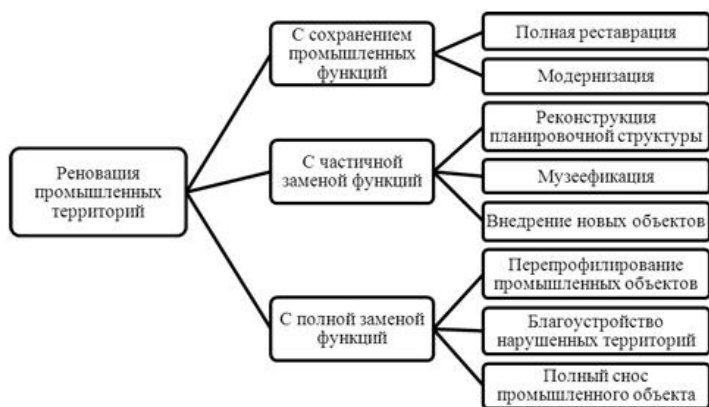 Реновация
промышленных
территорий
С сохранением
промышленных
функций
Полная реставрация
Модернизация
С частичной
заменой функций
Реконструкция
планировочной структуры
Музеефикация
Внедрение новых объектов
С полной заменой
функций
Перепрофилирование
промышленных объектов
Благоустройство
нарушенных территорий
Полный снос
промышленного объекта